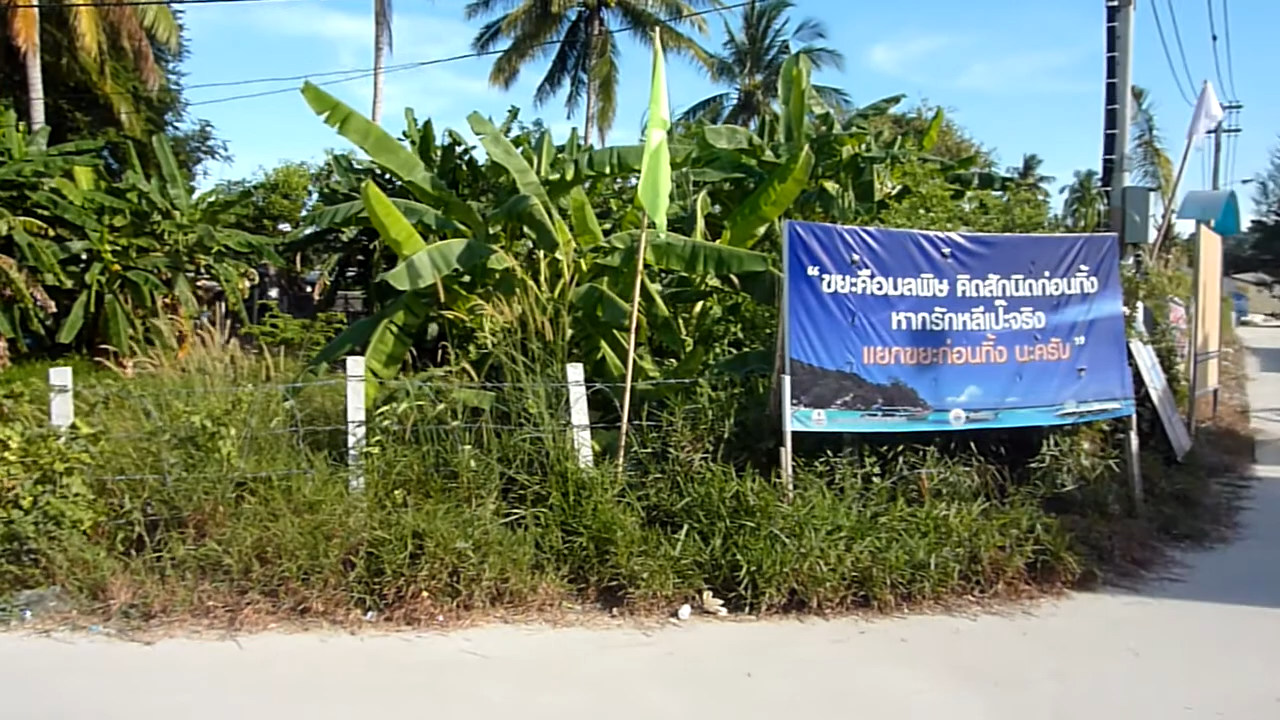 “ขยะคือมลพิษ คิดสักนิดก่อนทิ้ง
หากรักหลีเป๊ะจริง
แยกขยะก่อนทิ้ง นะครับ”